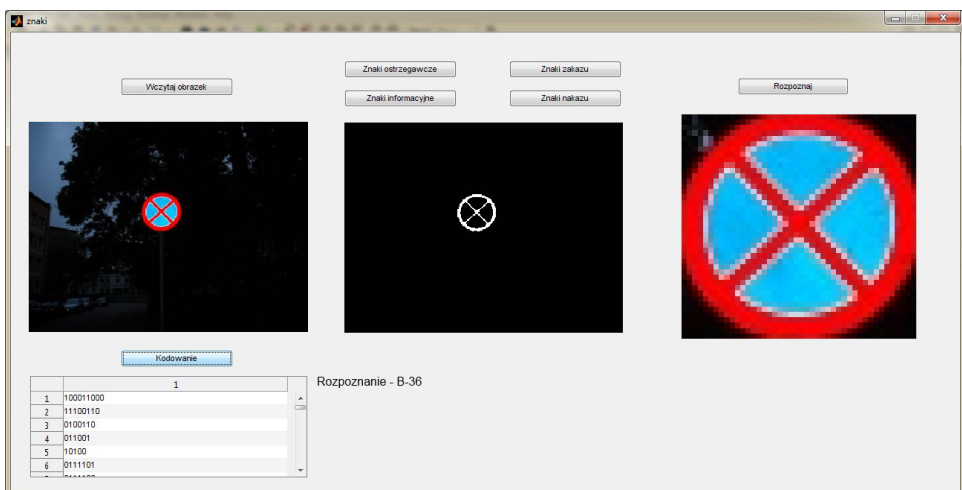 znaki
Znaki ostrzegawcze
Znaki zakazu
Wczytaj obrazek
Rozpoznaj
Znaki informacyjne
Znaki nakazu
Kodowanie
1
Rozpoznanie - B-36
1 100011000
2 11100110
3 0100110
4 011001
5 10100
6 0111101